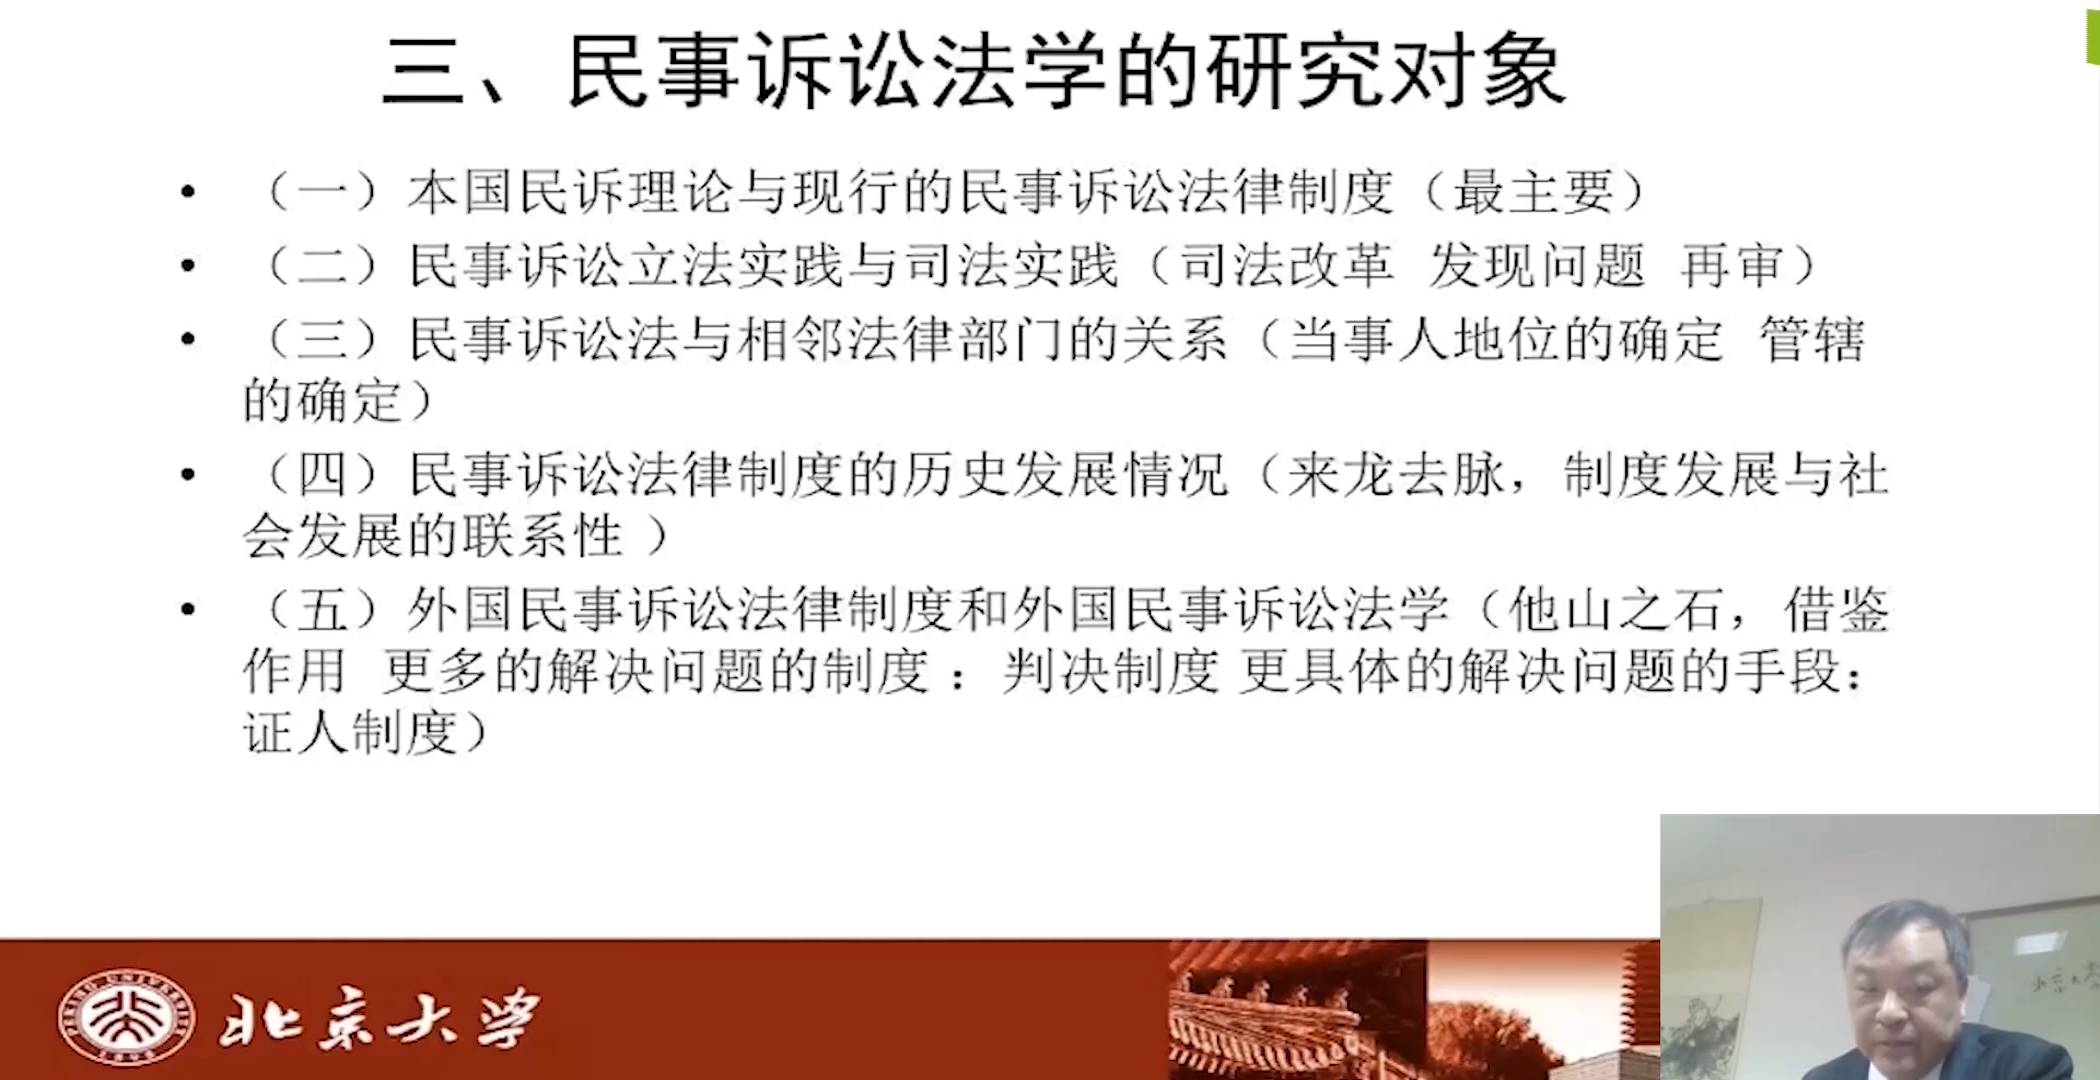 三、民事诉讼法学的研究对象
• （一）本国民诉理论与现行的民事诉讼法律制度（最主要）
• （二）民事诉讼立法实践与司法实践（司法改革 发现问题 再审）
• （三）民事诉讼法与相邻法律部门的关系（当事人地位的确定 管辖
的确定）
• （四）民事诉讼法律制度的历史发展情况（来龙去脉，制度发展与社
会发展的联系性 ）
• （五）外国民事诉讼法律制度和外国民事诉讼法学（他山之石，借鉴
作用 更多的解决问题的制度 ：判决制度 更具体的解决问题的手段：
证人制度）
北京大学